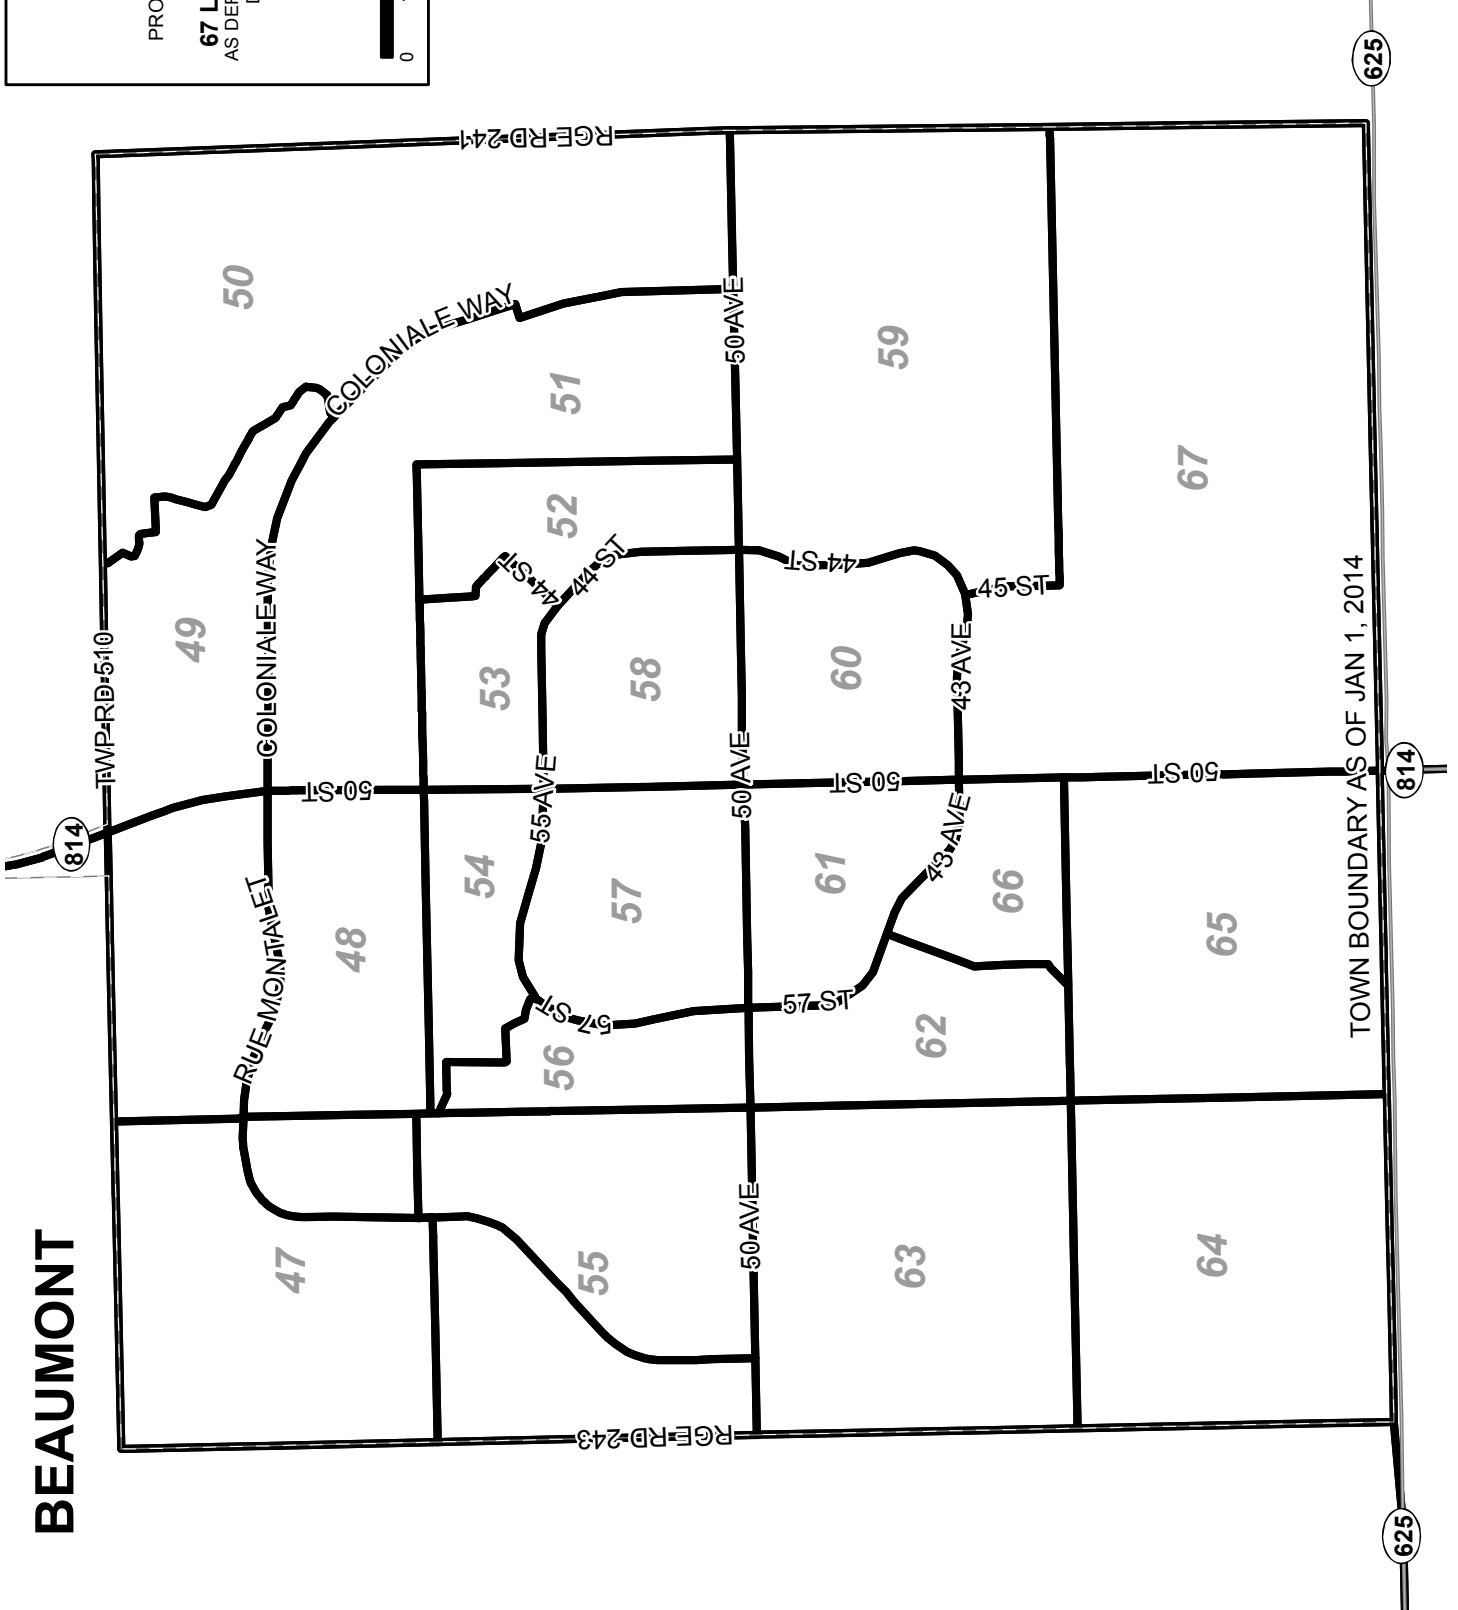 BEAUMONT
PRO
67 L
AS DEF
0
814
TWP RD 510
RGE RD 241
RGE RD 243
RUE MONTALET
COLONIALE WAY
COLONIALE WAY
50 ST
50 ST
50 ST
44 ST
44 ST
44 ST
45 ST
55 AVE
57 ST
57 ST
50 AVE
50 AVE
50 AVE
43 AVE
43 AVE
47
48
49
50
51
52
53
54
55
56
57
58
59
60
61
62
63
64
65
66
67
TOWN BOUNDARY AS OF JAN 1, 2014
625
814
625